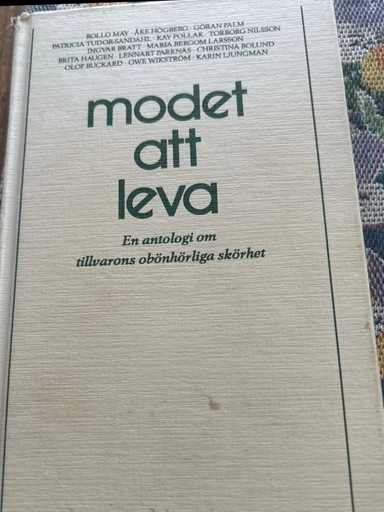 ROLLO MAY · ÅKE HÖGBERG · GÖRAN PALM
PATRICIA TUDOR-SANDAHL · KAY POLLAK · TORBORG NILSSON
INGVAR BRATT · MARIA BERGOM LARSSON
BRITA HAUGEN · LENNART PARKNÄS · CHRISTINA BOLUND
OLOF BUCKARD · OWE WIKSTRÖM · KARIN LJUNGMAN
modet
att
leva
En antologi om
tillvarons obönhörliga skörhet